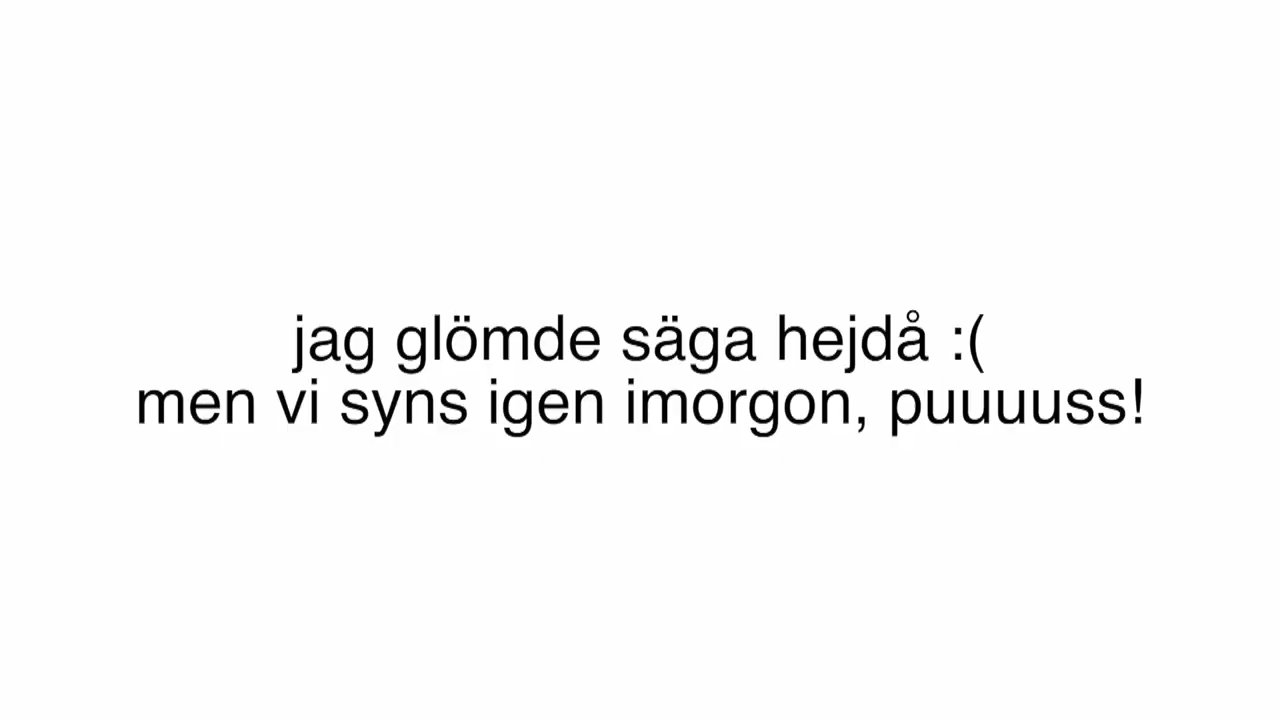 jag glömde säga hejdå :(
men vi syns igen imorgon, puuuuss!